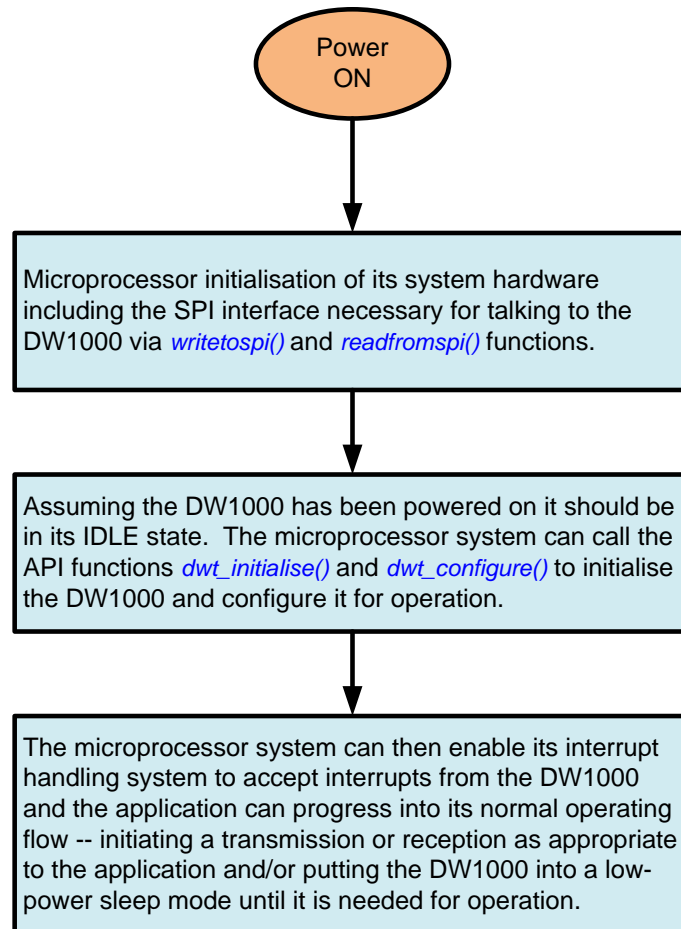 Power
ON
Microprocessor initialisation of its system hardware
including the SPI interface necessary for talking to the
DW1000 via writetospi() and readfromspi() functions.
Assuming the DW1000 has been powered on it should be
in its IDLE state.  The microprocessor system can call the
API functions dwt_initialise() and dwt_configure() to initialise
the DW1000 and configure it for operation.
The microprocessor system can then enable its interrupt
handling system to accept interrupts from the DW1000
and the application can progress into its normal operating
flow -- initiating a transmission or reception as appropriate
to the application and/or putting the DW1000 into a low-
power sleep mode until it is needed for operation.